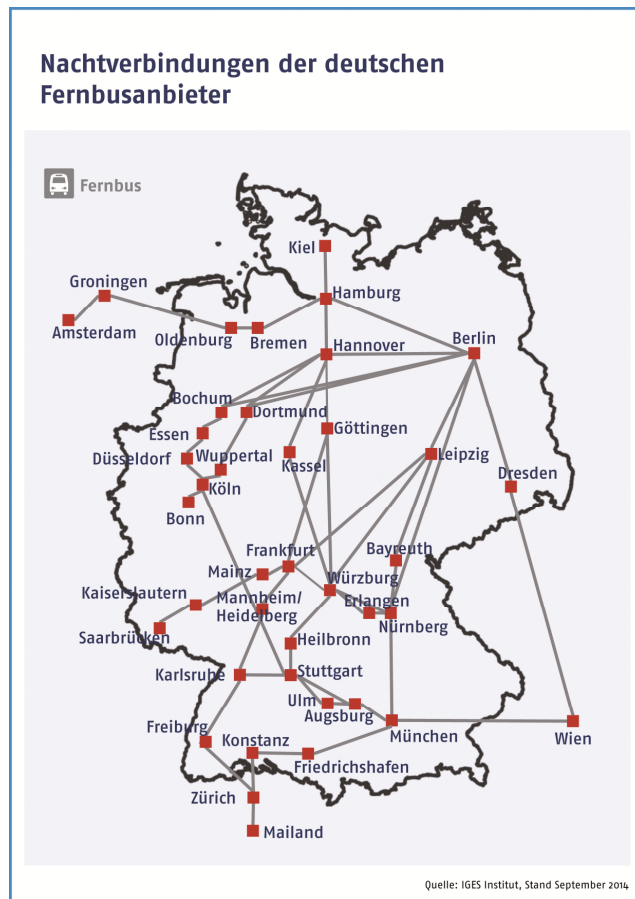 Nachtverbindungen der deutschen
Fernbusanbieter
Fernbus
Kiel
Groningen
Hamburg
Amsterdam
Oldenburg
Bremen
Hannover
Berlin
Bochum
Dortmund
Göttingen
Essen
Düsseldorf
Wuppertal
Kassel
Leipzig
Köln
Dresden
Bonn
Frankfurt
Bayreuth
Mainz
Würzburg
Kaiserslautern
Mannheim/
Heidelberg
Erlangen
Saarbrücken
Nürnberg
Heilbronn
Karlsruhe
Stuttgart
Ulm
Augsburg
Freiburg
Konstanz
München
Wien
Friedrichshafen
Zürich
Mailand
Quelle: IGES Institut, Stand September 2014